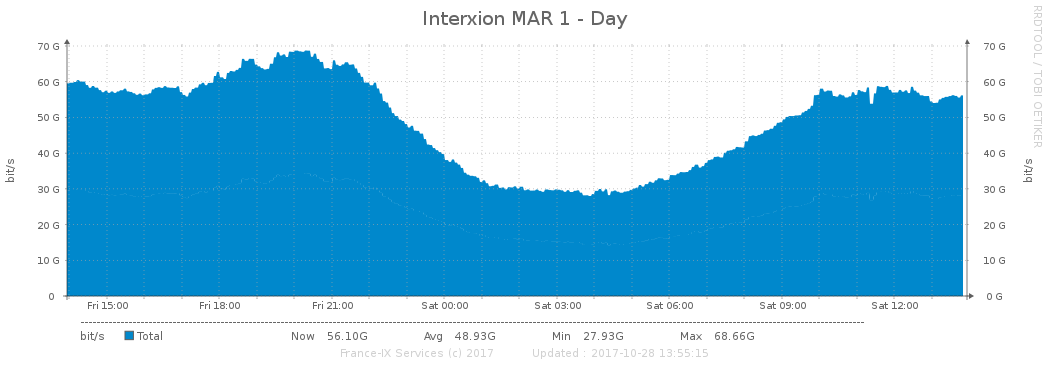 Interxion MAR 1 - Day
RRDTOOL / TOBI OETIKER
bit/s
70 G 70 G
60 G 60 G
50 G 50 G
40 G 40 G
30 G 30 G
20 G 20 G
10 G 10 G
0 0 G
bit/s
Fri 15:00 Fri 18:00 Fri 21:00 Sat 00:00 Sat 03:00 Sat 06:00 Sat 09:00 Sat 12:00
bit/s Total Now 56.10G Avg 48.93G Min 27.93G Max 68.66G
France-IX Services (c) 2017 Updated : 2017-10-28 13:55:15